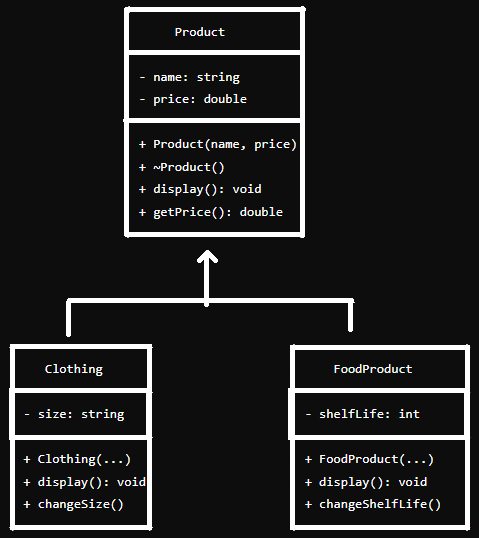 Product
- name: string
- price: double
+ Product(name, price)
+ ~Product()
+ display(): void
+ getPrice(): double
Clothing
- size: string
+ Clothing(...)
+ display(): void
+ changeSize()
FoodProduct
- shelfLife: int
+ FoodProduct(...)
+ display(): void
+ changeShelfLife()